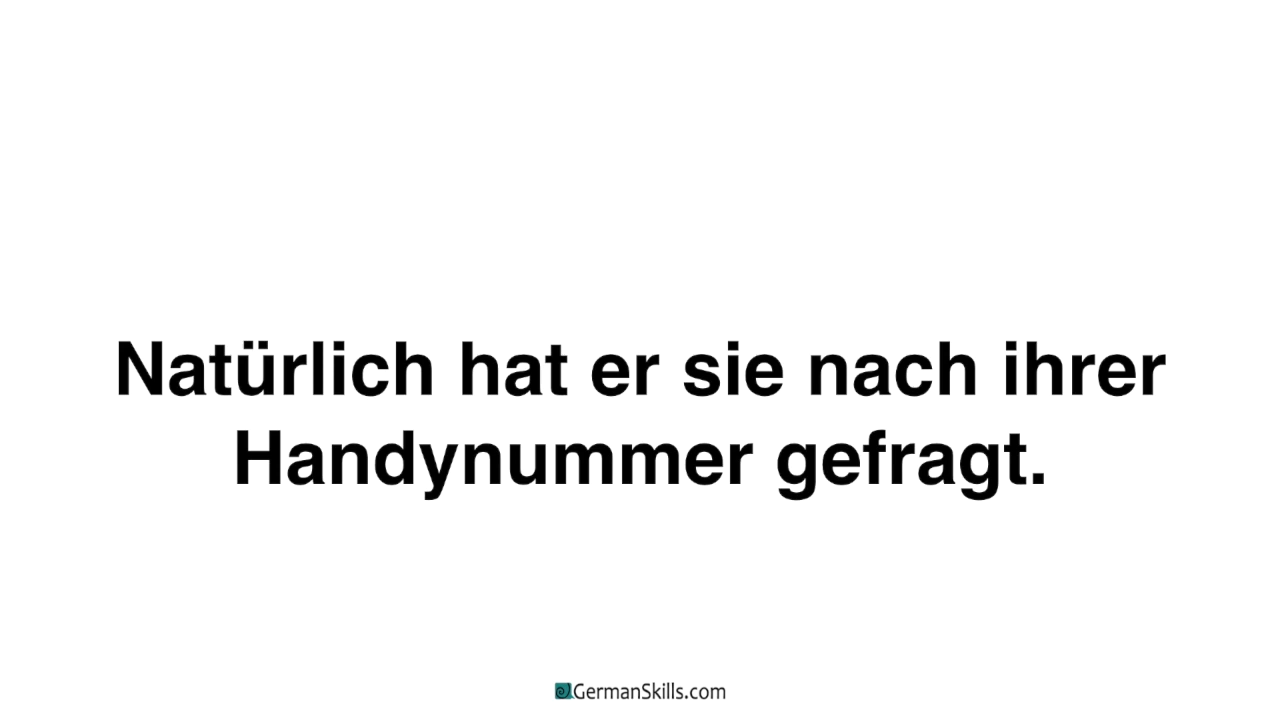 Natürlich hat er sie nach ihrer
Handynummer gefragt.
GermanSkills.com